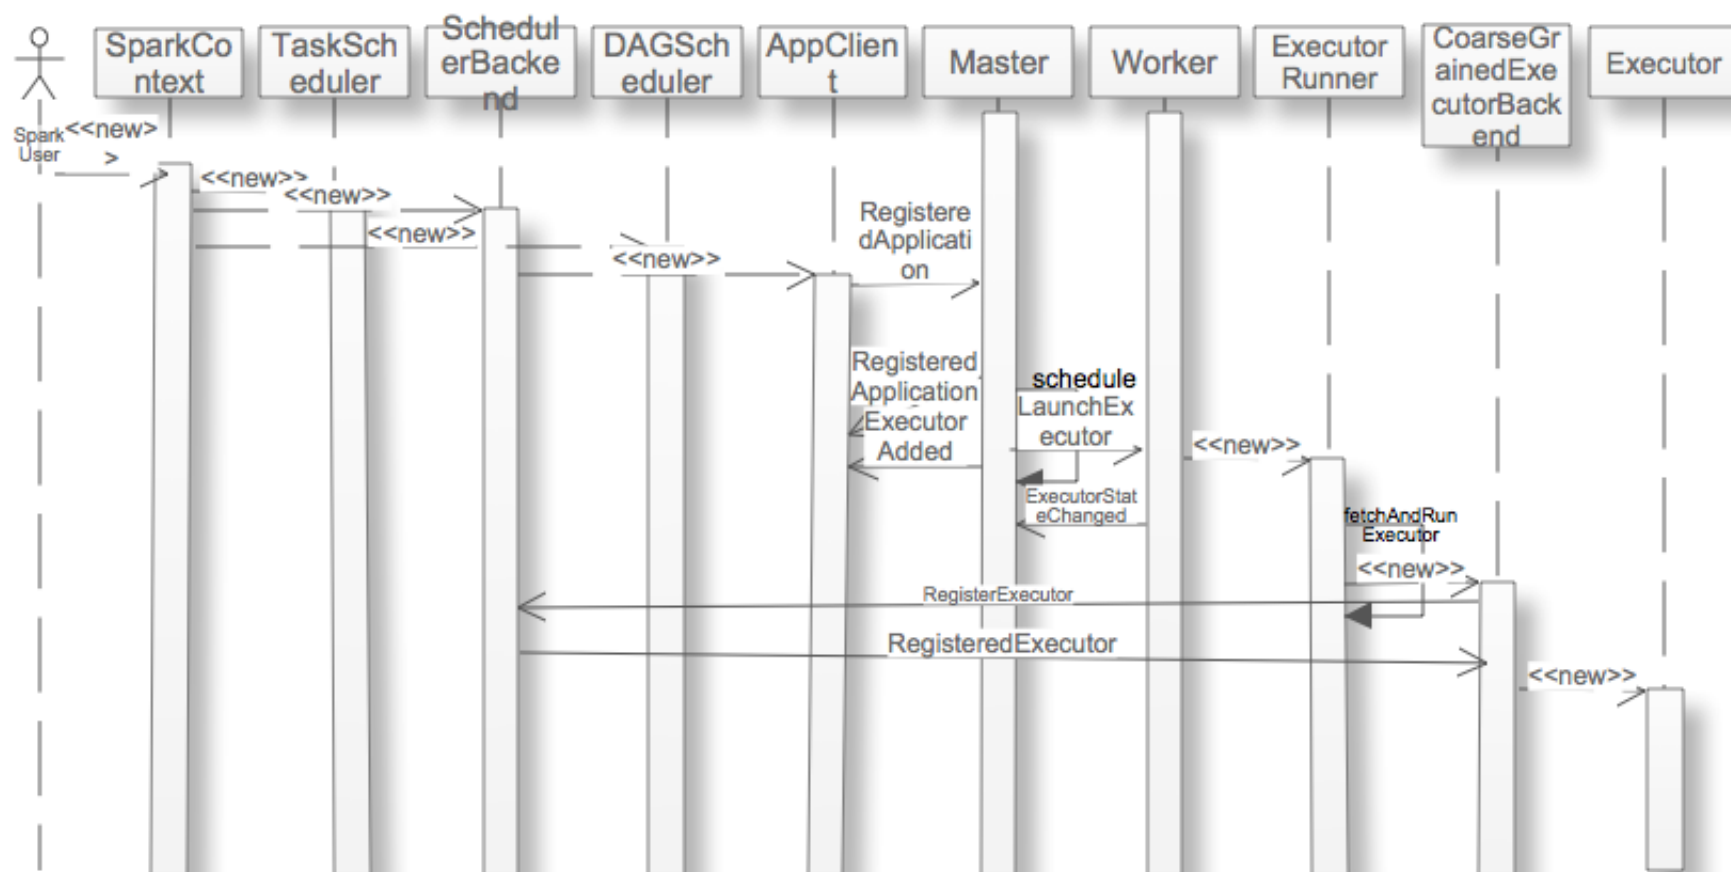 SparkCo
ntext
TaskSch
eduler
Schedul
erBacke
nd
DAGSch
eduler
AppClien
t
Master
Worker
Executor
Runner
CoarseGr
ainedExe
cutorBack
end
Executor
Spark
User
<<new>
>
<<new>>
<<new>>
<<new>>
<<new>>
Registere
dApplicati
on
Registered
Application
Executor
Added
schedule
LaunchEx
ecutor
<<new>>
ExecutorStat
eChanged
fetchAndRun
Executor
<<new>>
RegisterExecutor
RegisteredExecutor
<<new>>